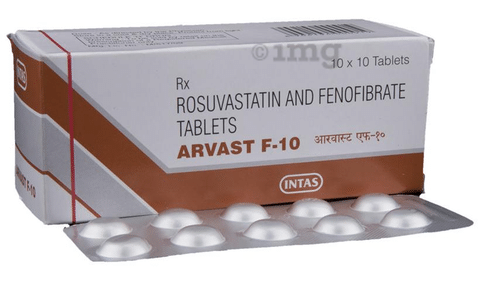 1mg
10 x 10 Tablets
Rx
ROSUVASTATIN AND FENOFIBRATE
TABLETS
ARVAST F-10 आरवास्ट एफ-१०
INTAS
INTAS
ARVAST F-10